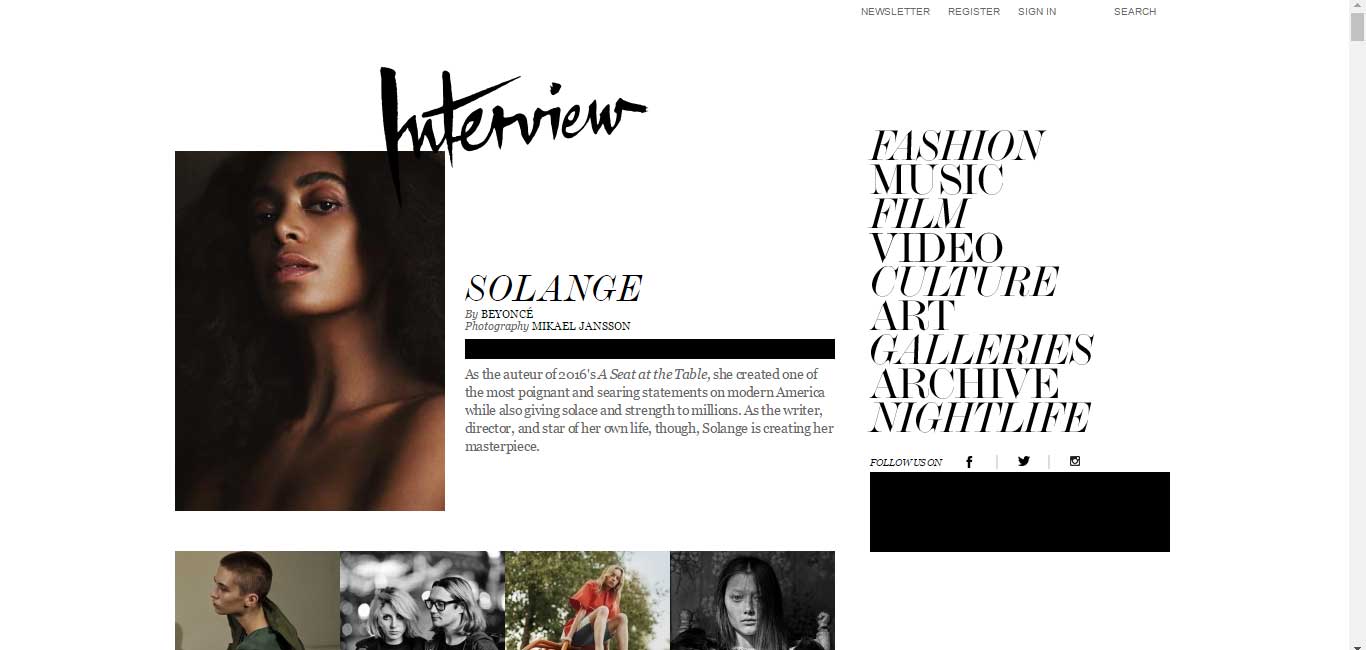 NEWSLETTER REGISTER SIGN IN SEARCH
Interview
SOLANGE
By BEYONCÉ
Photography MIKAEL JANSSON
As the auteur of 2016's A Seat at the Table, she created one of
the most poignant and searing statements on modern America
while also giving solace and strength to millions. As the writer,
director, and star of her own life, though, Solange is creating her
masterpiece.
FASHION
MUSIC
FILM
VIDEO
CULTURE
ART
GALLERIES
ARCHIVE
NIGHTLIFE
FOLLOW US ON